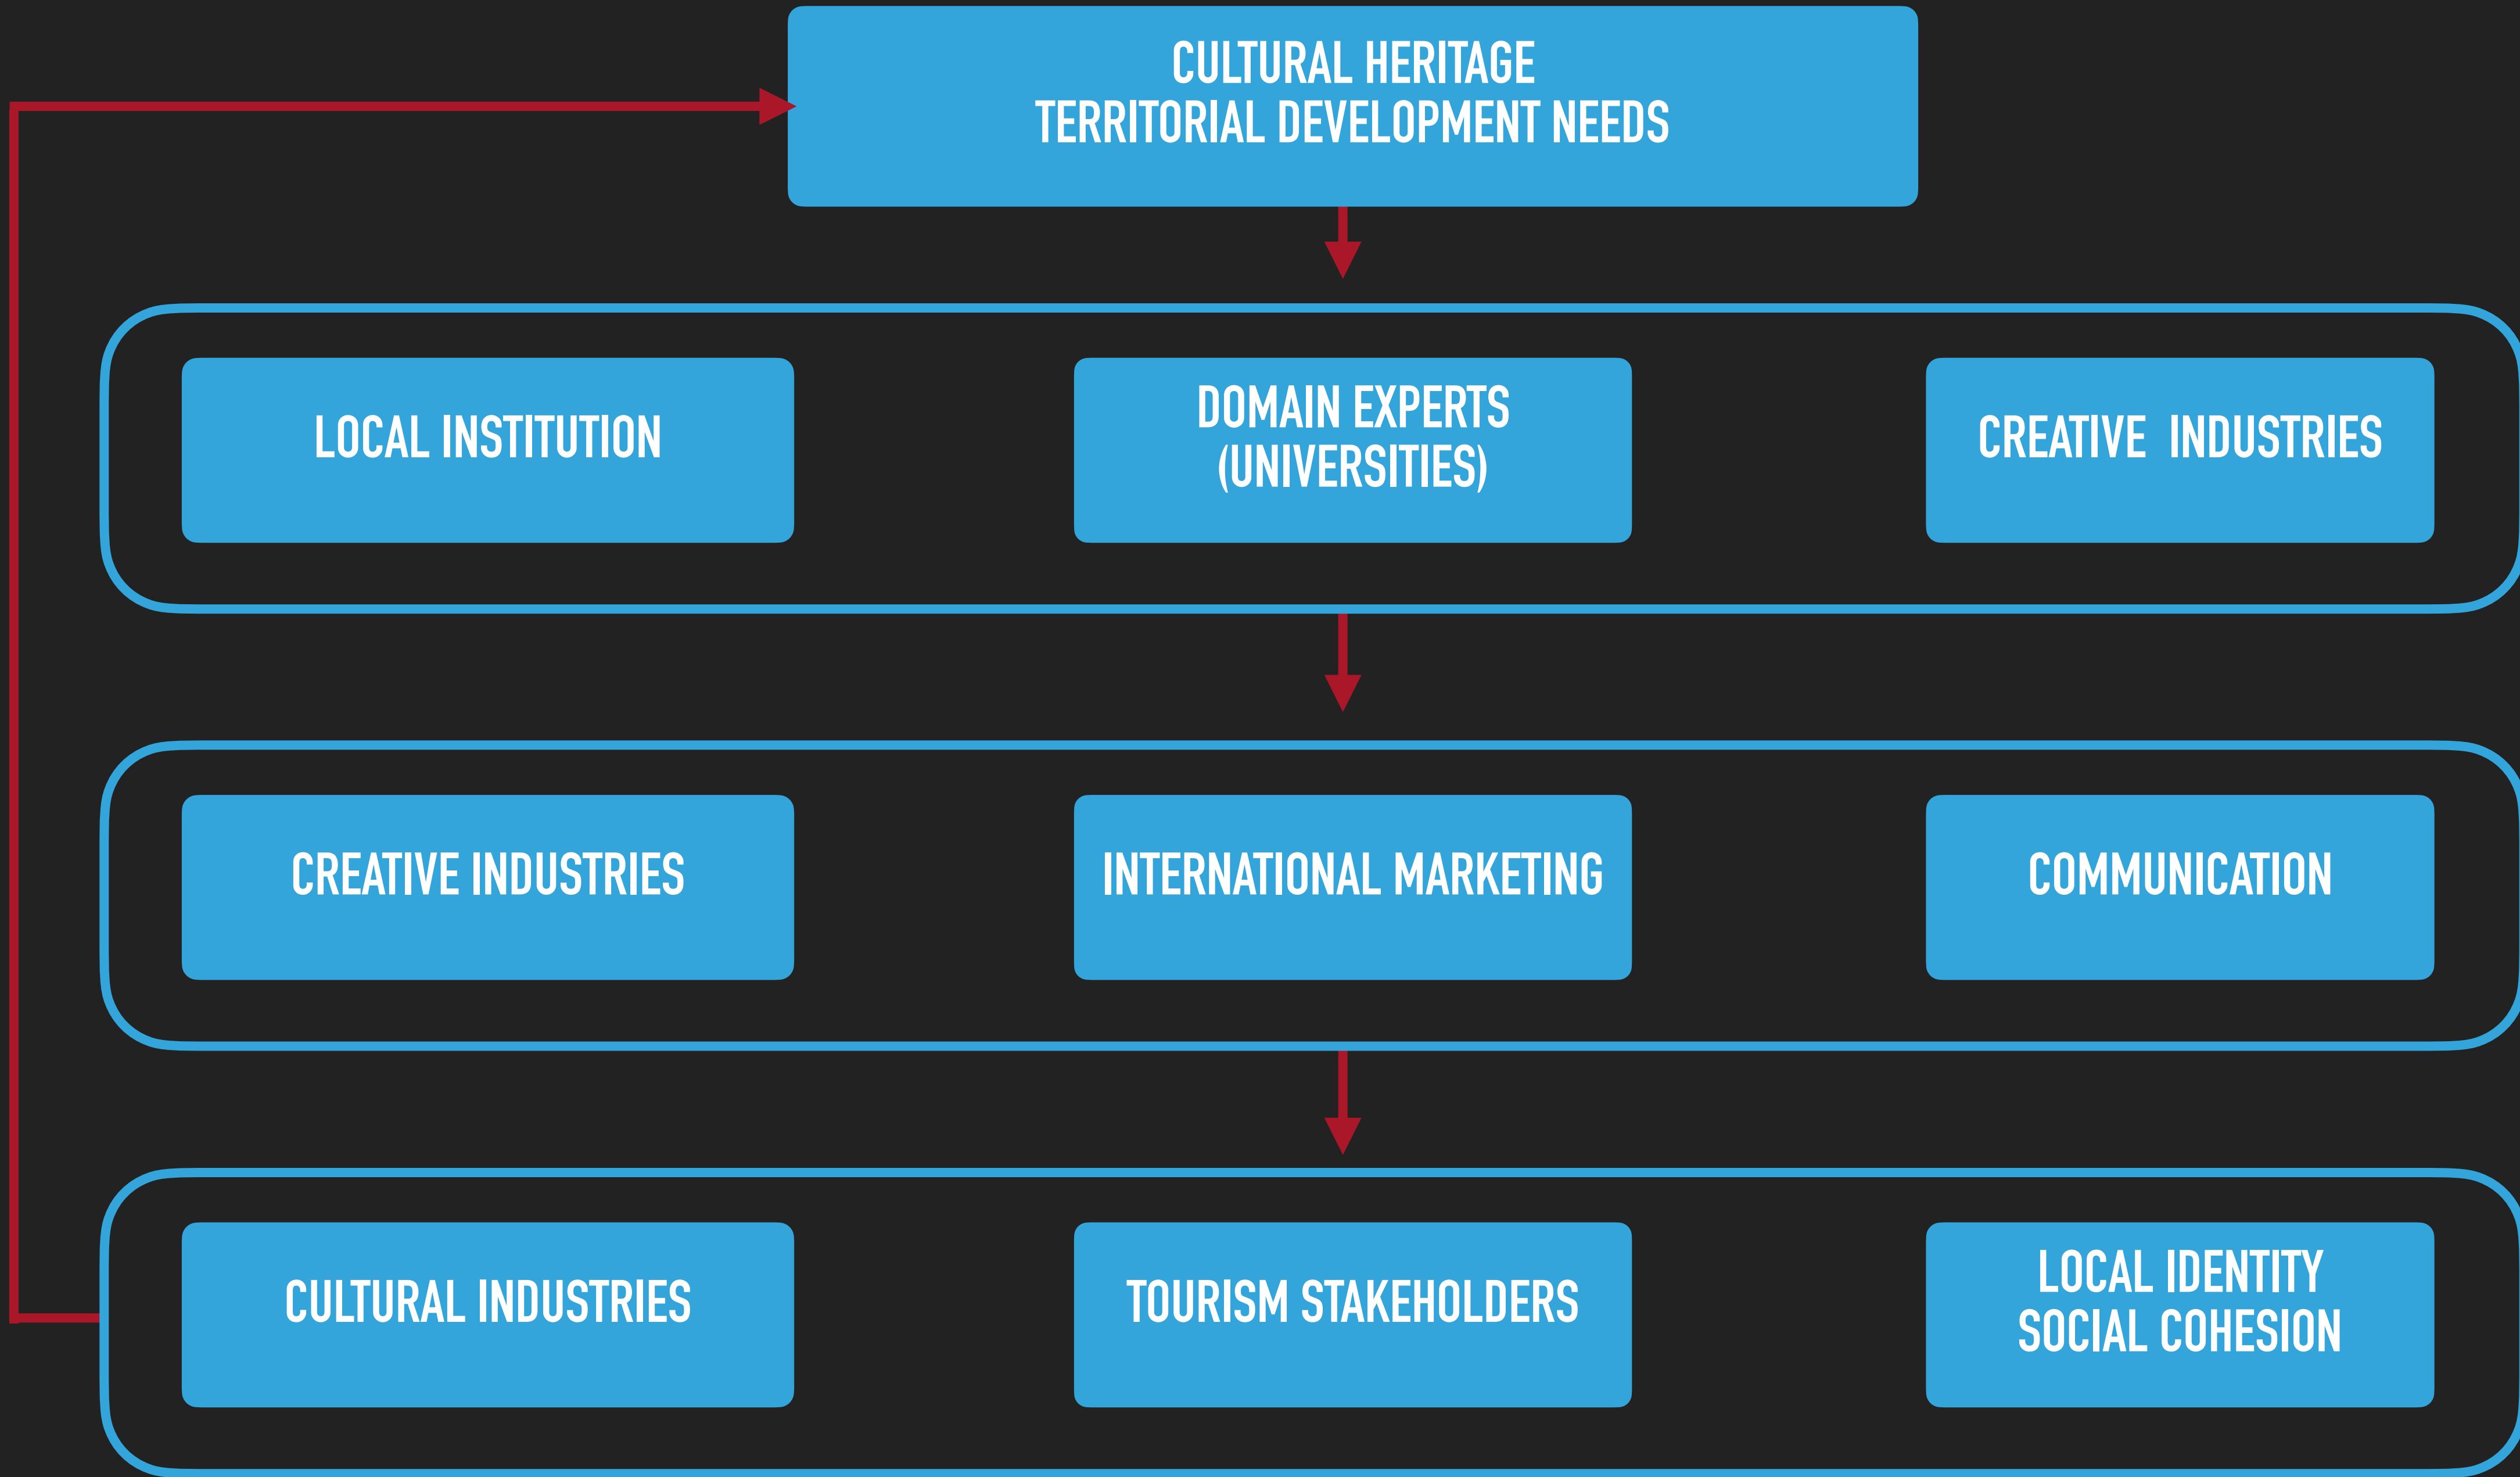 CULTURAL HERITAGE
TERRITORIAL DEVELOPMENT NEEDS
LOCAL INSTITUTION
DOMAIN EXPERTS
(UNIVERSITIES)
CREATIVE INDUSTRIES
CREATIVE INDUSTRIES
INTERNATIONAL MARKETING
COMMUNICATION
CULTURAL INDUSTRIES
TOURISM STAKEHOLDERS
LOCAL IDENTITY
SOCIAL COHESION